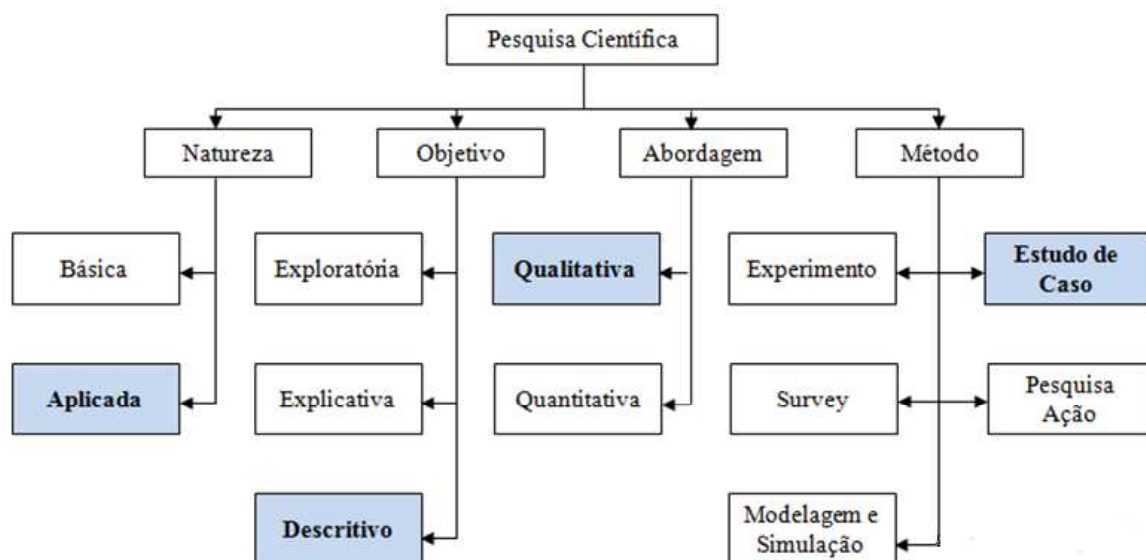 Pesquisa Científica
Natureza
Objetivo
Abordagem
Método
Básica
Exploratória
Qualitativa
Experimento
Estudo de
Caso
Aplicada
Explicativa
Quantitativa
Survey
Pesquisa
Ação
Descritivo
Modelagem e
Simulação